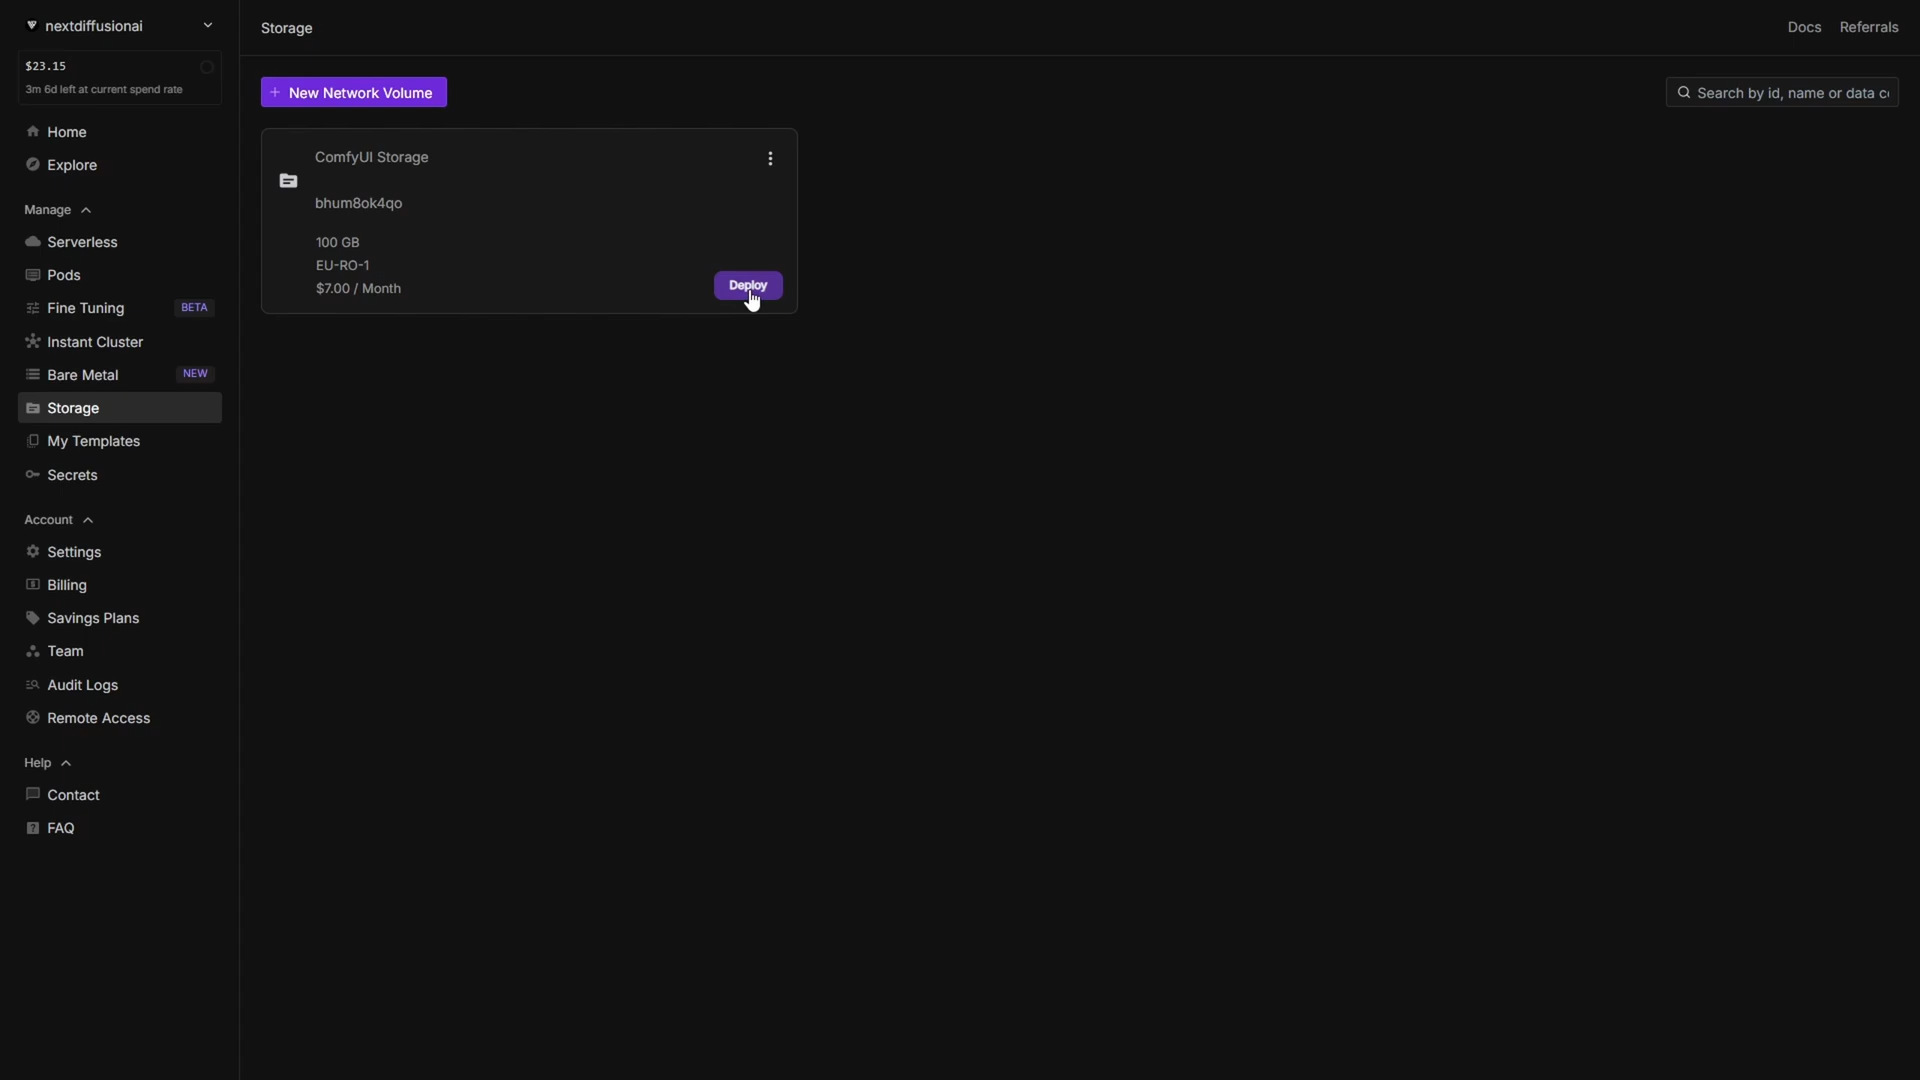 nextdiffusionai
$23.15
3m 6d left at current spend rate
Home
Explore
Manage
Serverless
Pods
Fine Tuning BETA
Instant Cluster
Bare Metal NEW
Storage
My Templates
Secrets
Account
Settings
Billing
Savings Plans
Team
Audit Logs
Remote Access
Help
Contact
FAQ
Storage
Docs Referrals
+ New Network Volume
Search by id, name or data c
ComfyUI Storage
bhum8ok4qo
100 GB
EU-RO-1
$7.00 / Month
Deploy